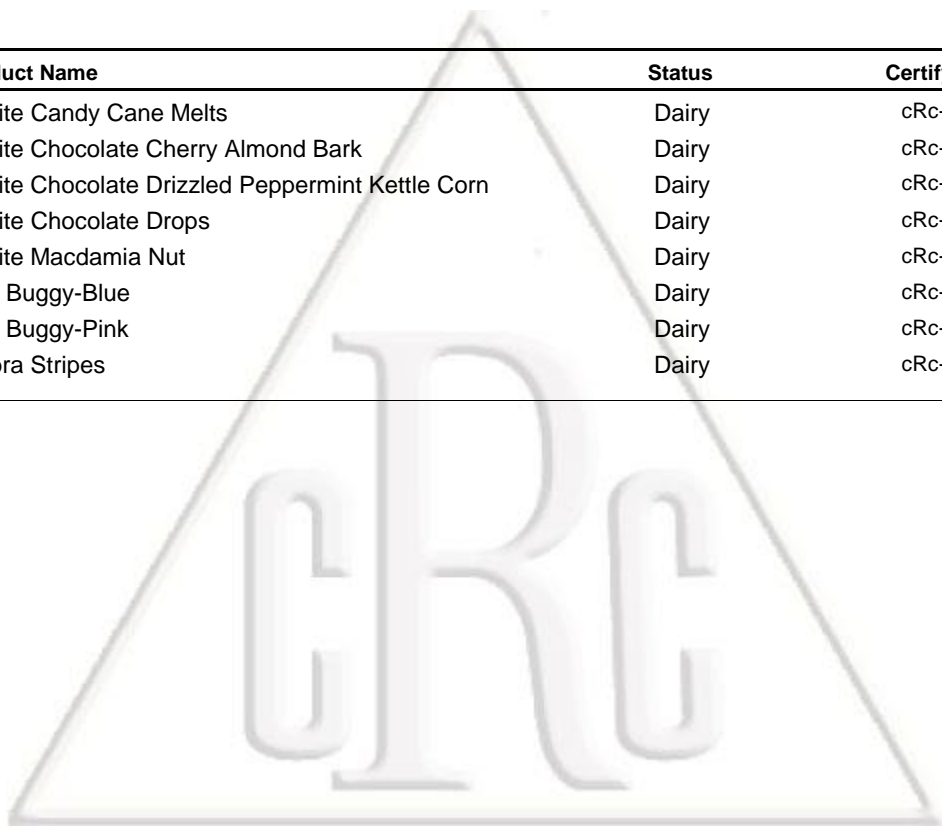 duct Name Status Certify
ite Candy Cane Melts Dairy cRc-
ite Chocolate Cherry Almond Bark Dairy cRc-
ite Chocolate Drizzled Peppermint Kettle Corn Dairy cRc-
ite Chocolate Drops Dairy cRc-
ite Macdamia Nut Dairy cRc-
Buggy-Blue Dairy cRc-
Buggy-Pink Dairy cRc-
ora Stripes Dairy cRc-
cRc